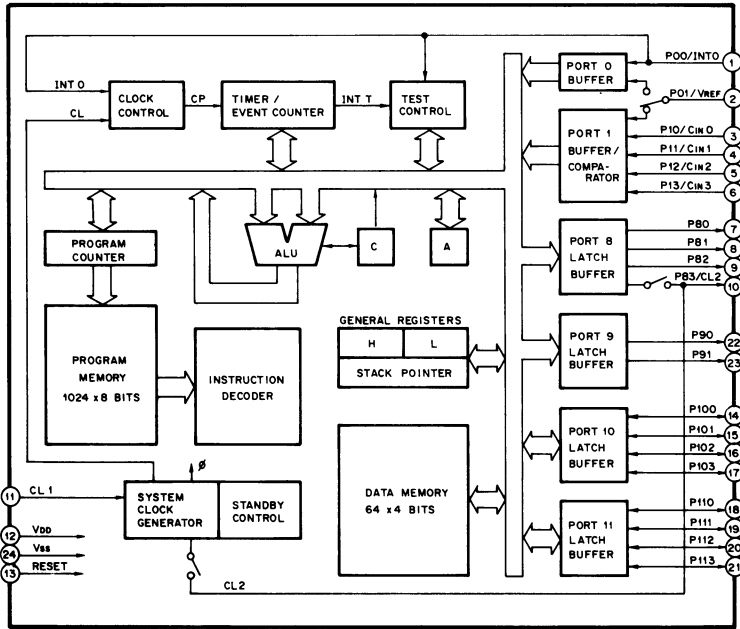 P00/INT0
1
PORT 0
BUFFER
P01/VREF
2
INT 0
CL
CLOCK
CONTROL
CP
TIMER /
EVENT COUNTER
INT T
TEST
CONTROL
PORT 1
BUFFER/
COMPA-
RATOR
P10/CIN0
3
P11/CIN1
4
P12/CIN2
5
P13/CIN3
6
PROGRAM
COUNTER
ALU
C
A
PORT 8
LATCH
BUFFER
P80
7
P81
8
P82
9
P83/CL2
10
PROGRAM
MEMORY
1024 x 8 BITS
INSTRUCTION
DECODER
GENERAL REGISTERS
H
L
STACK POINTER
PORT 9
LATCH
BUFFER
P90
22
P91
23
PORT 10
LATCH
BUFFER
P100
14
P101
15
P102
16
P103
17
DATA MEMORY
64 x 4 BITS
11
CL 1
SYSTEM
CLOCK
GENERATOR
STANDBY
CONTROL
Ø
12
VDD
24
VSS
13
RESET
CL2
PORT 11
LATCH
BUFFER
P110
18
P111
19
P112
20
P113
21